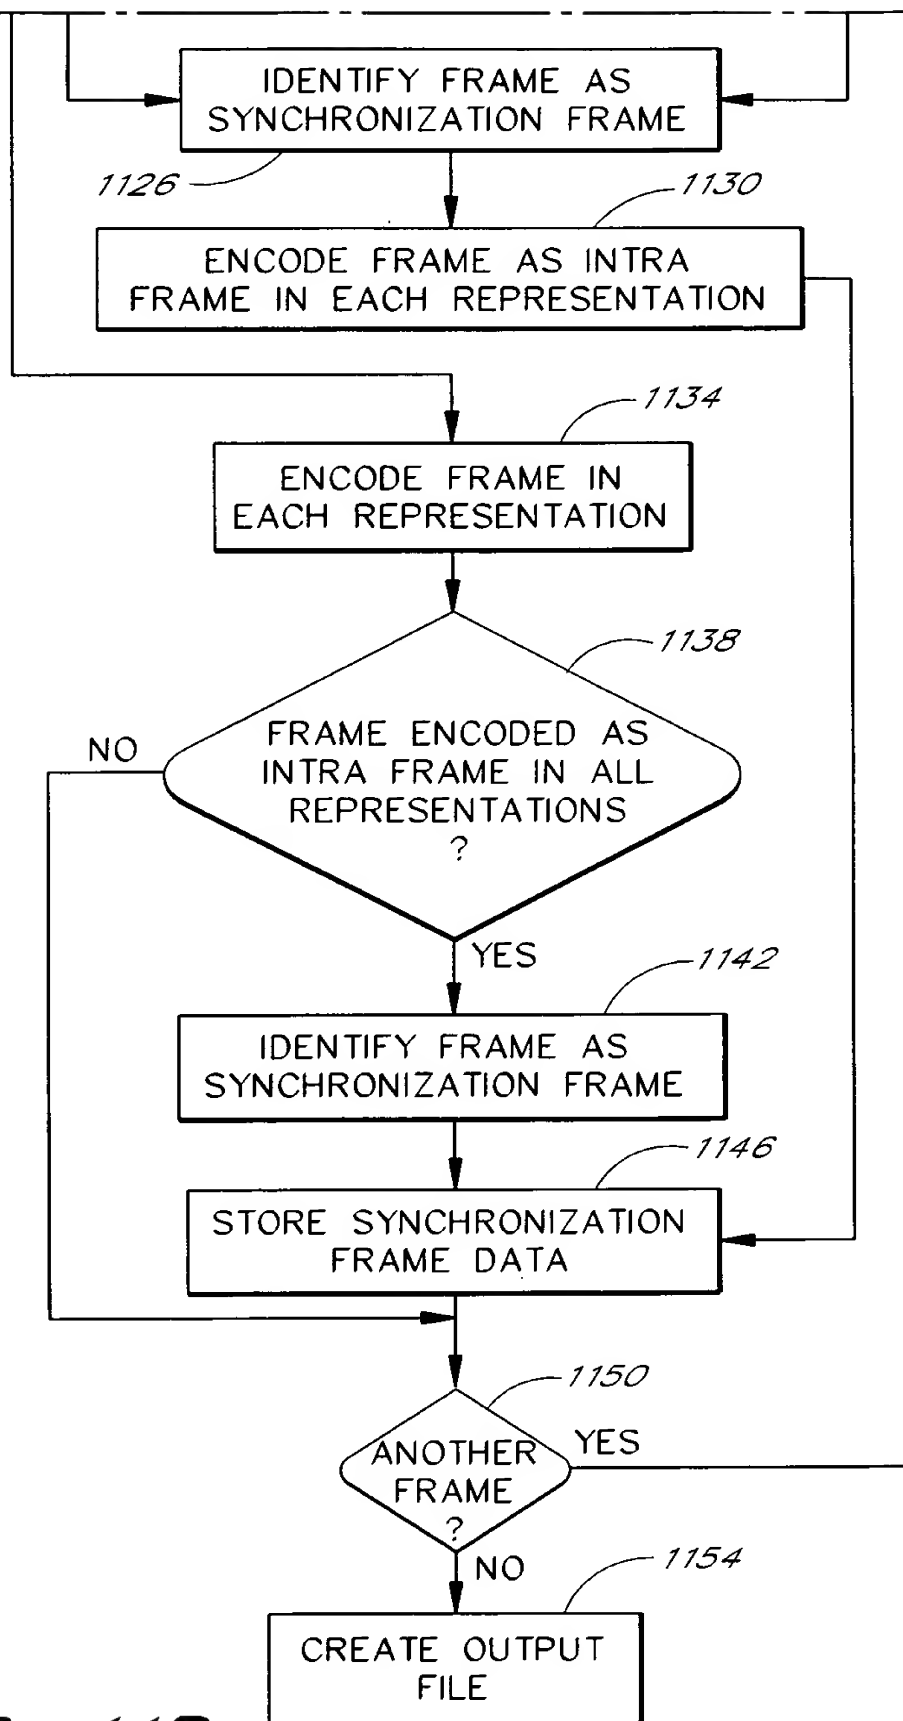 IDENTIFY FRAME AS
SYNCHRONIZATION FRAME
1126
1130
ENCODE FRAME AS INTRA
FRAME IN EACH REPRESENTATION
1134
ENCODE FRAME IN
EACH REPRESENTATION
1138
NO
FRAME ENCODED AS
INTRA FRAME IN ALL
REPRESENTATIONS
?
YES
1142
IDENTIFY FRAME AS
SYNCHRONIZATION FRAME
1146
STORE SYNCHRONIZATION
FRAME DATA
1150
YES
ANOTHER
FRAME
?
NO
1154
CREATE OUTPUT
FILE